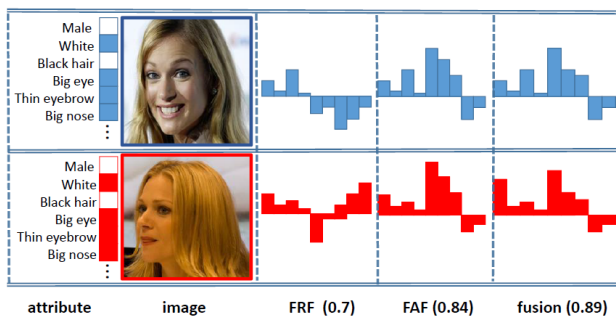 Male
White
Black hair
Big eye
Thin eyebrow
Big nose
Male
White
Black hair
Big eye
Thin eyebrow
Big nose
attribute image FRF (0.7) FAF (0.84) fusion (0.89)